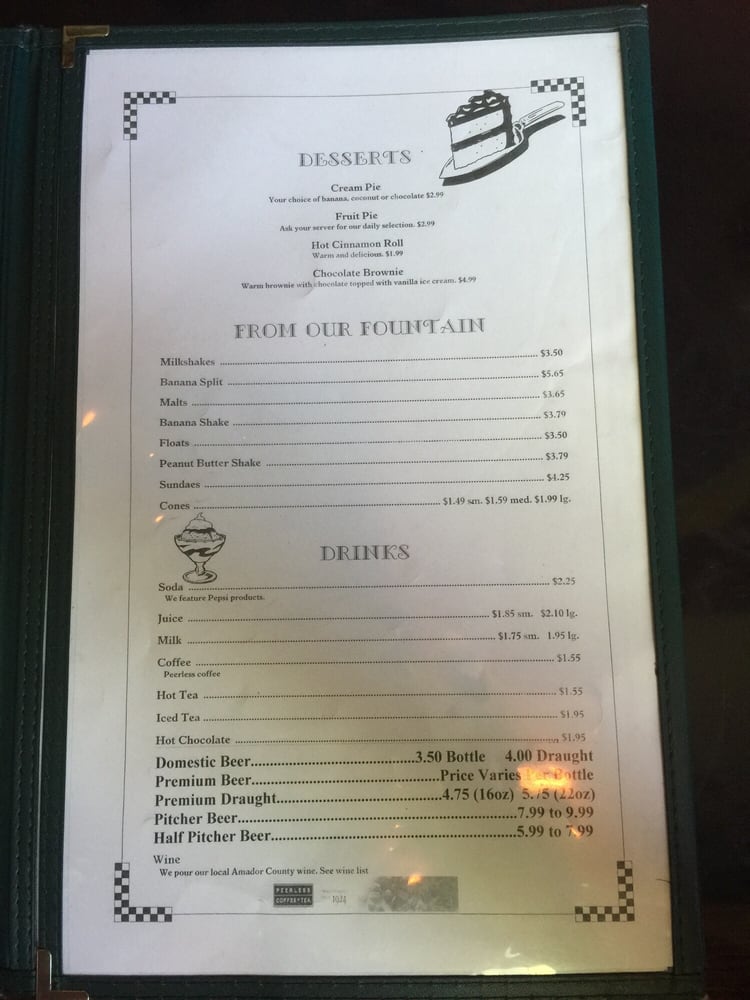 DESSERTS
Cream Pie
Your choice of banana, coconut or chocolate $2.99
Fruit Pie
Ask your server for our daily selection. $2.99
Hot Cinnamon Roll
Warm and delicious. $1.99
Chocolate Brownie
Warm brownie with chocolate topped with vanilla ice cream. $4.99
FROM OUR FOUNTAIN
Milkshakes ........ $3.50
Banana Split ........ $5.65
Malts ........ $3.65
Banana Shake ........ $3.79
Floats ........ $3.50
Peanut Butter Shake ........ $3.79
Sundaes ........ $4.25
Cones ........ $1.49 sm. $1.59 med. $1.99 lg.
DRINKS
Soda ........ $2.25
We feature Pepsi products.
Juice ........ $1.85 sm. $2.10 lg.
Milk ........ $1.75 sm. 1.95 lg.
Coffee ........ $1.55
Peerless coffee
Hot Tea ........ $1.55
Iced Tea ........ $1.95
Hot Chocolate ........ $1.95
Domestic Beer........3.50 Bottle 4.00 Draught
Premium Beer........Price Varies Per Bottle
Premium Draught........4.75 (16oz) 5.75 (22oz)
Pitcher Beer........7.99 to 9.99
Half Pitcher Beer........5.99 to 7.99
Wine
We pour our local Amador County wine. See wine list
PEERLESS
COFFEE•TEA
1924